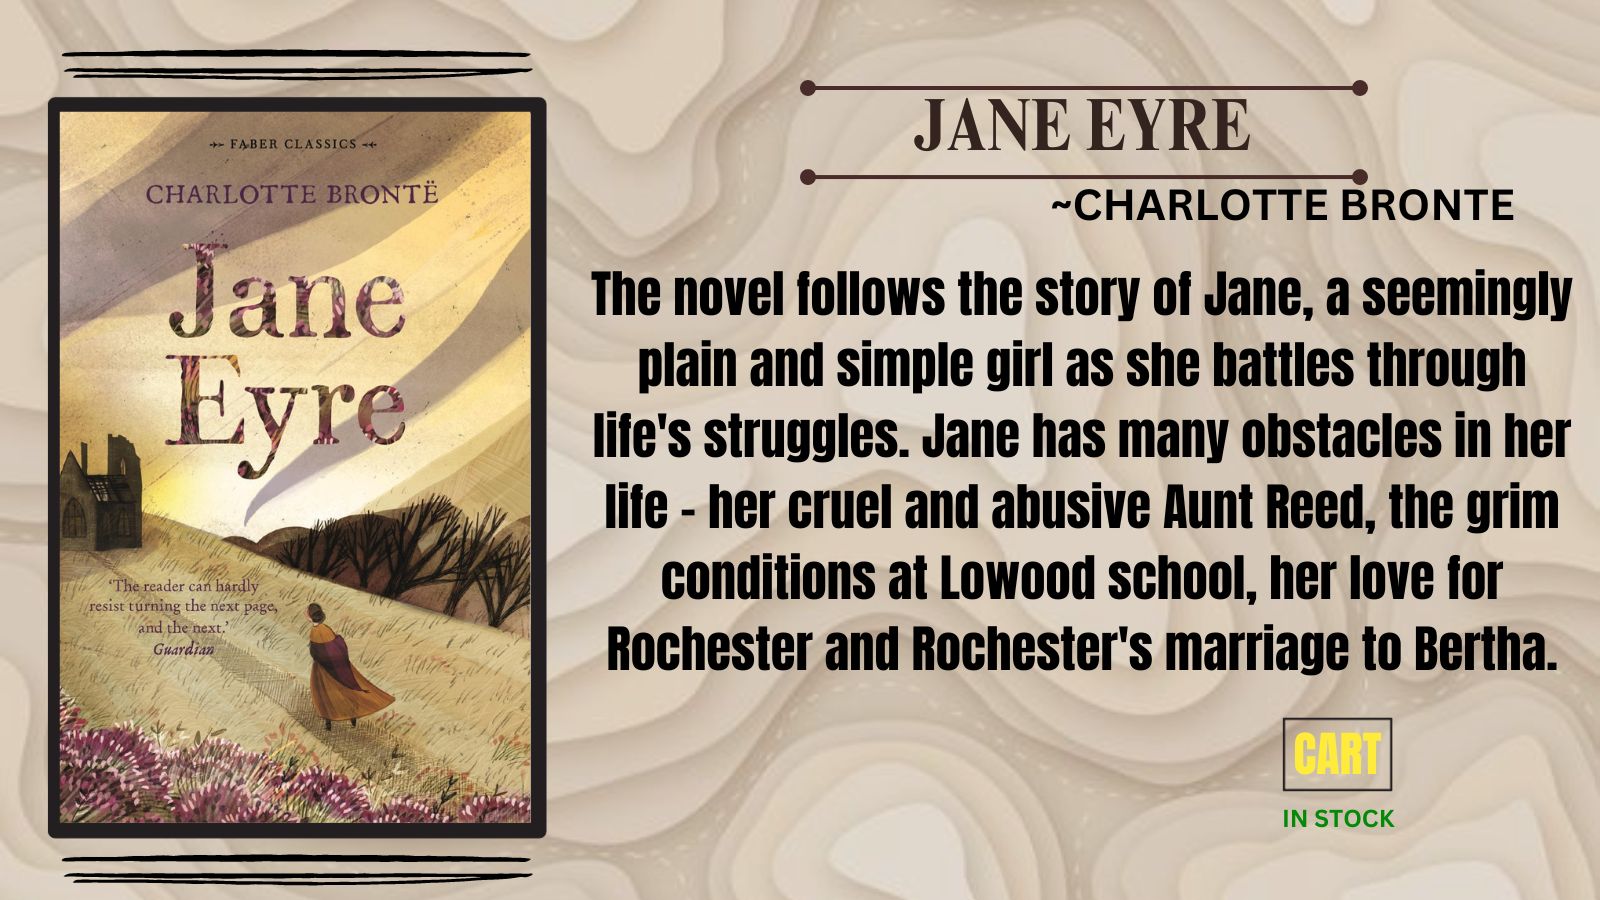 FABER CLASSICS
CHARLOTTE BRONTË
Jane
Eyre
'The reader can hardly
resist turning the next page,
and the next.'
Guardian
JANE EYRE
~CHARLOTTE BRONTE
The novel follows the story of Jane, a seemingly
plain and simple girl as she battles through
life's struggles. Jane has many obstacles in her
life - her cruel and abusive Aunt Reed, the grim
conditions at Lowood school, her love for
Rochester and Rochester's marriage to Bertha.
CART
IN STOCK